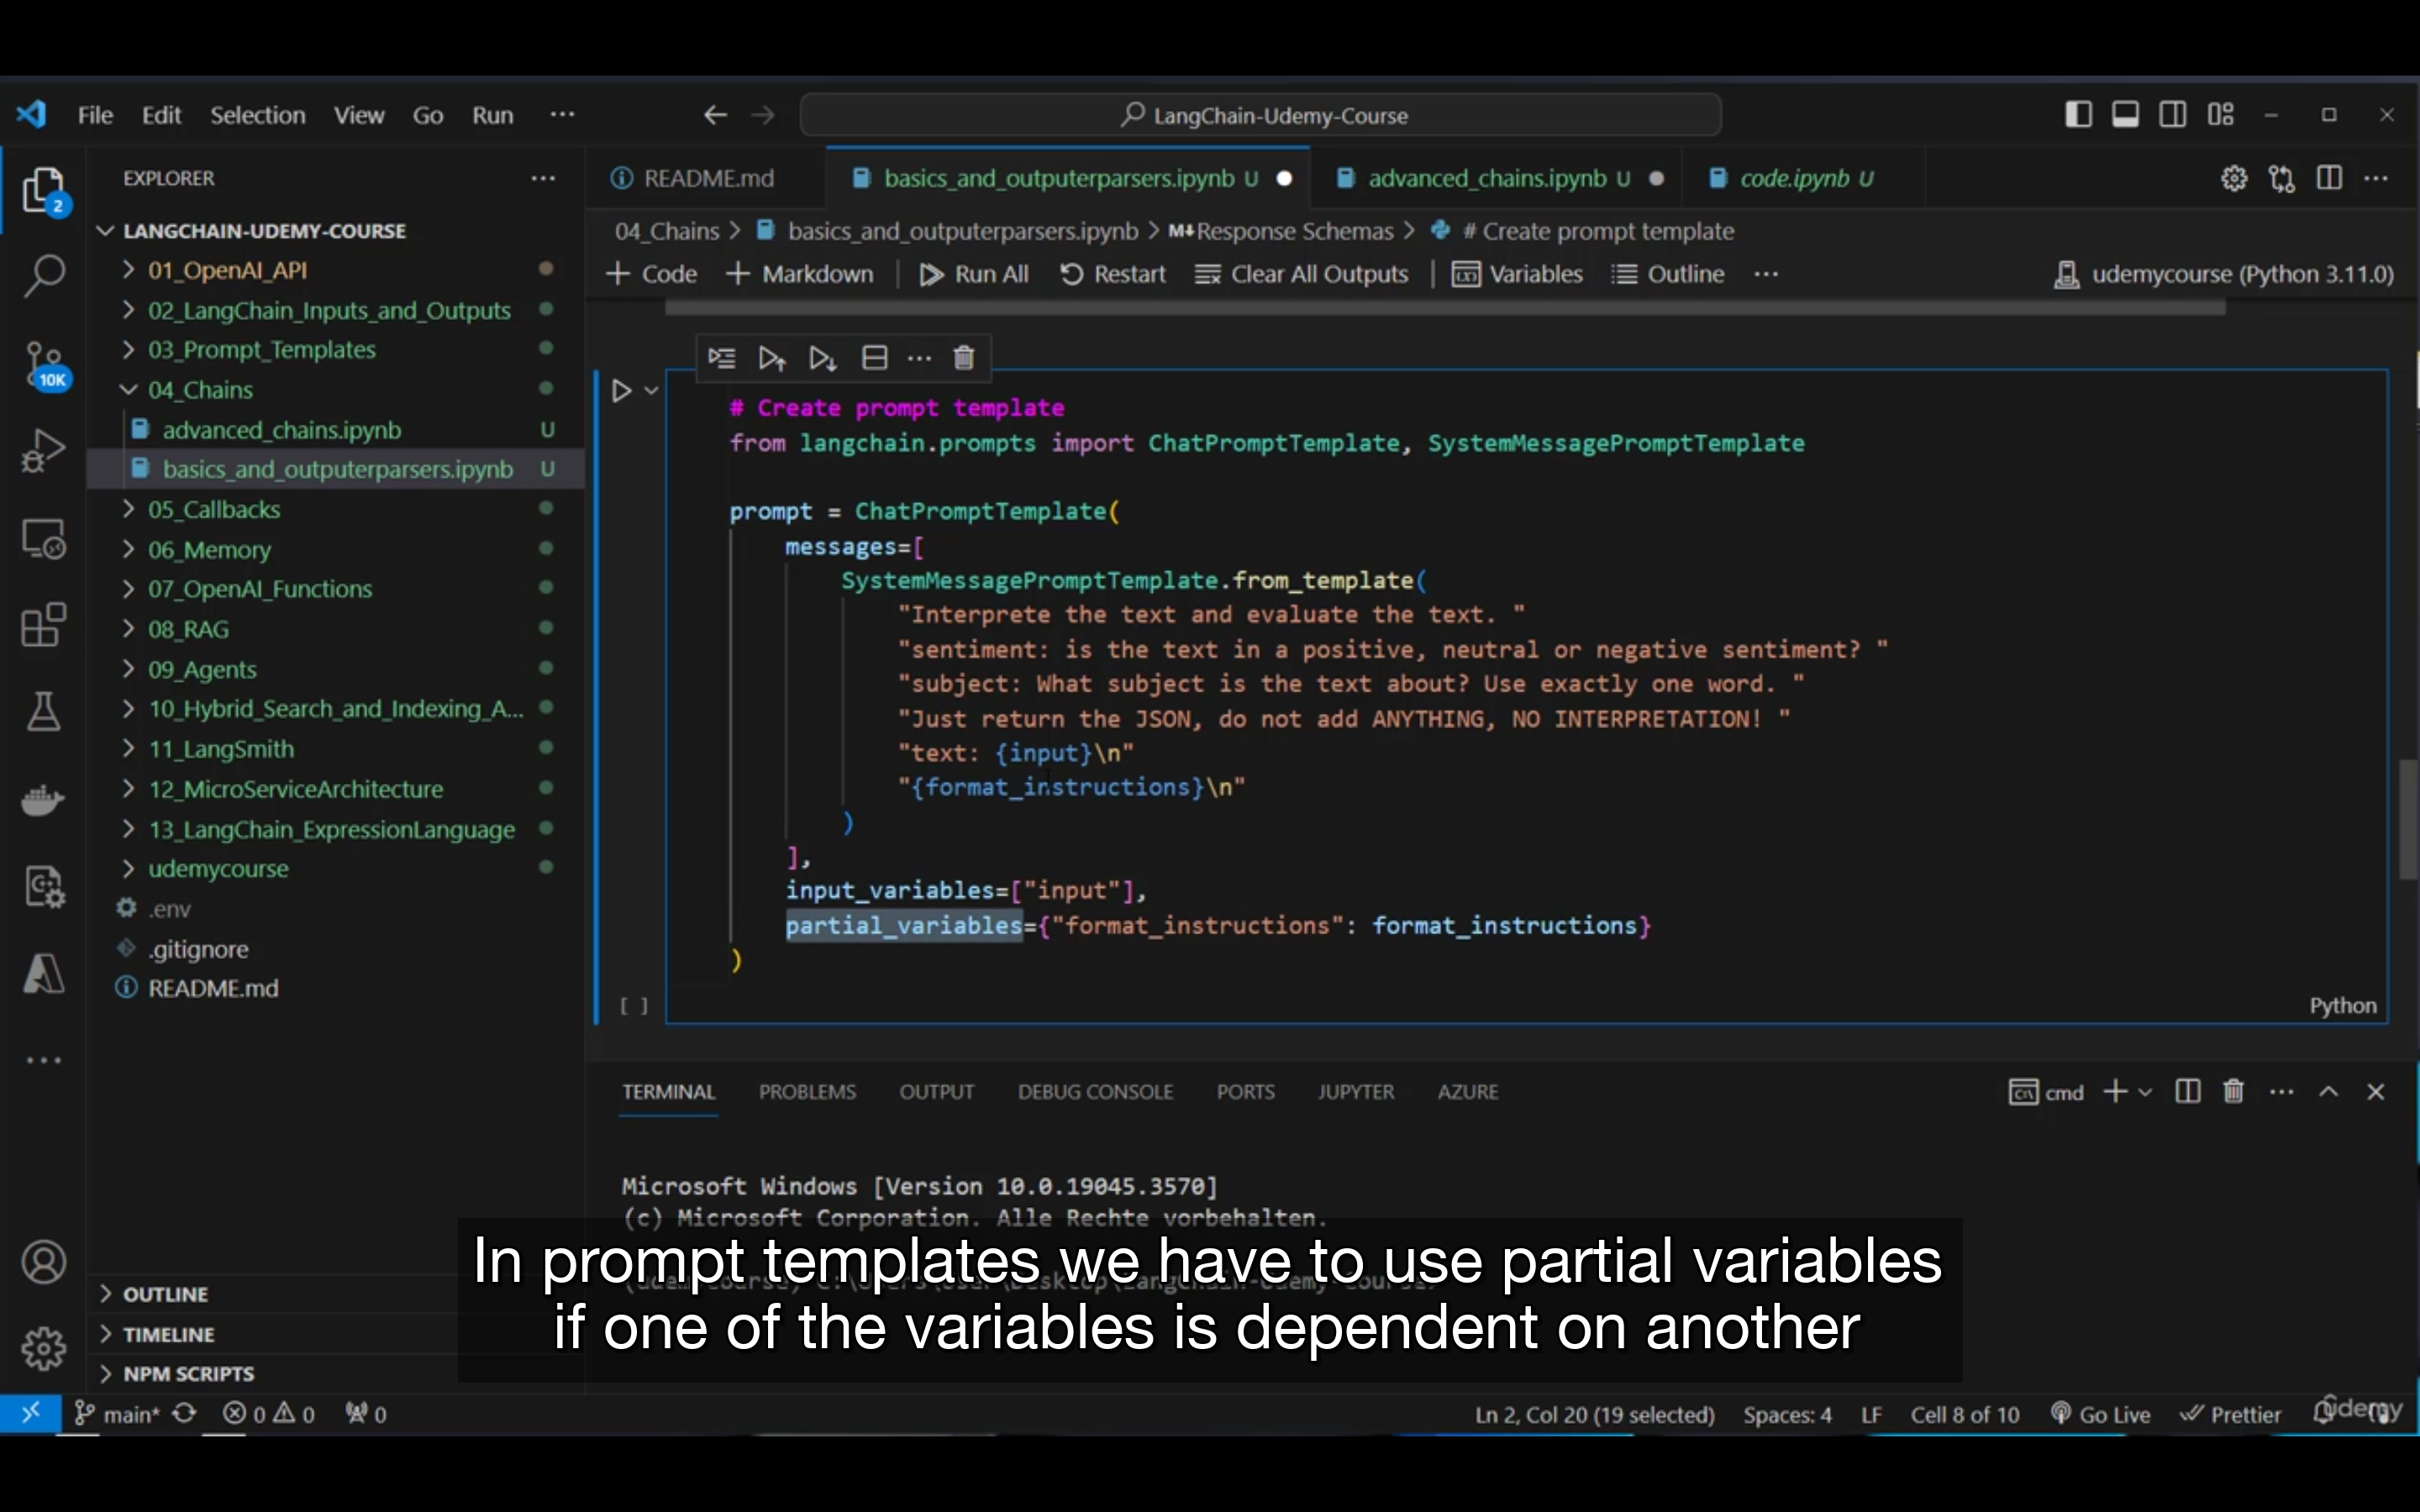 File Edit Selection View Go Run ...
LangChain-Udemy-Course
EXPLORER
2
10K
LANGCHAIN-UDEMY-COURSE
01_OpenAI_API
02_LangChain_Inputs_and_Outputs
03_Prompt_Templates
04_Chains
advanced_chains.ipynb U
basics_and_outputerparsers.ipynb U
05_Callbacks
06_Memory
07_OpenAI_Functions
08_RAG
09_Agents
10_Hybrid_Search_and_Indexing_A...
11_LangSmith
12_MicroServiceArchitecture
13_LangChain_ExpressionLanguage
udemycourse
.env
.gitignore
README.md
OUTLINE
TIMELINE
NPM SCRIPTS
README.md basics_and_outputerparsers.ipynb U advanced_chains.ipynb U code.ipynb U
04_Chains > basics_and_outputerparsers.ipynb > M↓ Response Schemas > # Create prompt template
+ Code + Markdown | Run All Restart Clear All Outputs | Variables Outline ... udemycourse (Python 3.11.0)
# Create prompt template
from langchain.prompts import ChatPromptTemplate, SystemMessagePromptTemplate
prompt = ChatPromptTemplate(
messages=[
SystemMessagePromptTemplate.from_template(
"Interprete the text and evaluate the text. "
"sentiment: is the text in a positive, neutral or negative sentiment? "
"subject: What subject is the text about? Use exactly one word. "
"Just return the JSON, do not add ANYTHING, NO INTERPRETATION! "
"text: {input}\n"
"{format_instructions}\n"
)
],
input_variables=["input"],
partial_variables={"format_instructions": format_instructions}
)
[ ]
Python
TERMINAL PROBLEMS OUTPUT DEBUG CONSOLE PORTS JUPYTER AZURE
cmd
Microsoft Windows [Version 10.0.19045.3570]
(c) Microsoft Corporation. Alle Rechte vorbehalten.
In prompt templates we have to use partial variables
if one of the variables is dependent on another
main* 0 0 0 Ln 2, Col 20 (19 selected) Spaces: 4 LF Cell 8 of 10 Go Live Prettier
udemy